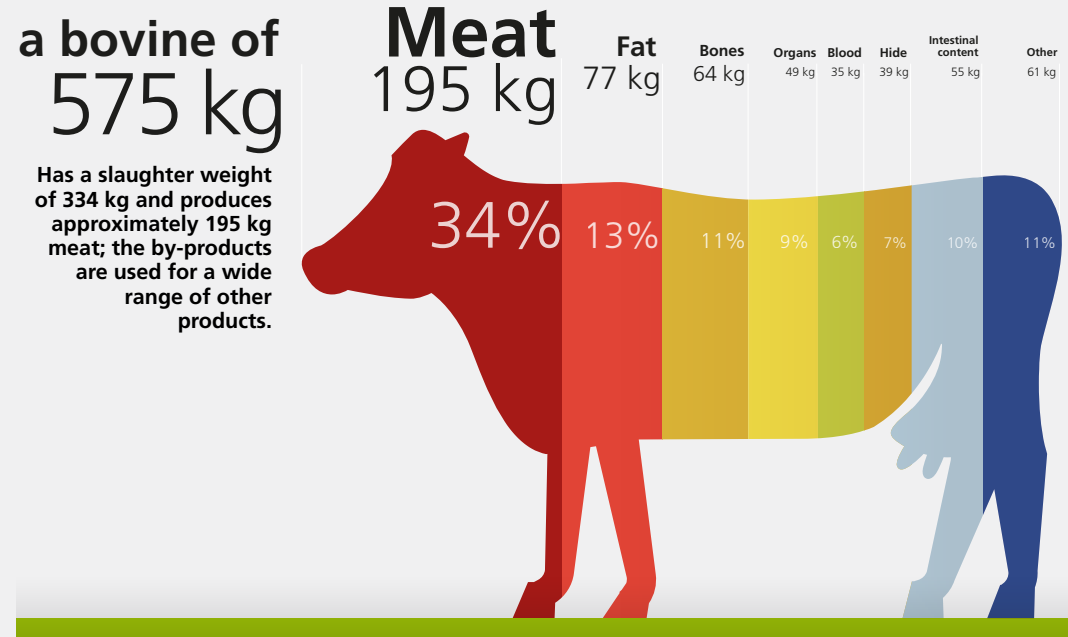 a bovine of
575 kg
Has a slaughter weight
of 334 kg and produces
approximately 195 kg
meat; the by-products
are used for a wide
range of other
products.
Meat
195 kg
Fat
77 kg
Bones
64 kg
Organs
49 kg
Blood
35 kg
Hide
39 kg
Intestinal
content
55 kg
Other
61 kg
34%
13%
11%
9%
6%
7%
10%
11%